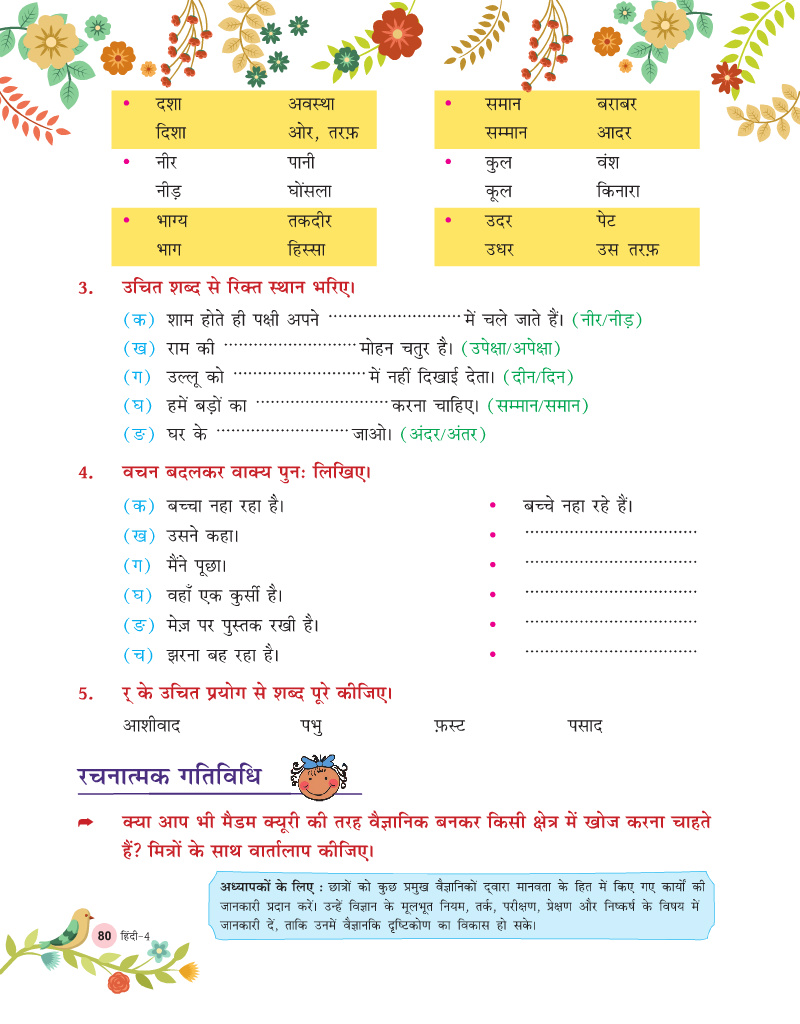 • दशा अवस्था
दिशा ओर, तरफ़
• नीर पानी
नीड़ घोंसला
• भाग्य तकदीर
भाग हिस्सा
• समान बराबर
सम्मान आदर
• कुल वंश
कूल किनारा
• उदर पेट
उधर उस तरफ़
3. उचित शब्द से रिक्त स्थान भरिए।
(क) शाम होते ही पक्षी अपने ........................... में चले जाते हैं। (नीर/नीड़)
(ख) राम की ........................... मोहन चतुर है। (उपेक्षा/अपेक्षा)
(ग) उल्लू को ........................... में नहीं दिखाई देता। (दीन/दिन)
(घ) हमें बड़ों का ........................... करना चाहिए। (सम्मान/समान)
(ङ) घर के ........................... जाओ। (अंदर/अंतर)
4. वचन बदलकर वाक्य पुनः लिखिए।
(क) बच्चा नहा रहा है। • बच्चे नहा रहे हैं।
(ख) उसने कहा। • ...................................
(ग) मैंने पूछा। • ...................................
(घ) वहाँ एक कुर्सी है। • ...................................
(ङ) मेज़ पर पुस्तक रखी है। • ...................................
(च) झरना बह रहा है। • ...................................
5. र् के उचित प्रयोग से शब्द पूरे कीजिए।
आशीवाद पभु फ़स्ट पसाद
रचनात्मक गतिविधि
➦ क्या आप भी मैडम क्यूरी की तरह वैज्ञानिक बनकर किसी क्षेत्र में खोज करना चाहते
हैं? मित्रों के साथ वार्तालाप कीजिए।
अध्यापकों के लिए : छात्रों को कुछ प्रमुख वैज्ञानिकों द्वारा मानवता के हित में किए गए कार्यों की
जानकारी प्रदान करें। उन्हें विज्ञान के मूलभूत नियम, तर्क, परीक्षण, प्रेक्षण और निष्कर्ष के विषय में
जानकारी दें, ताकि उनमें वैज्ञानकि दृष्टिकोण का विकास हो सके।
80 हिंदी-4